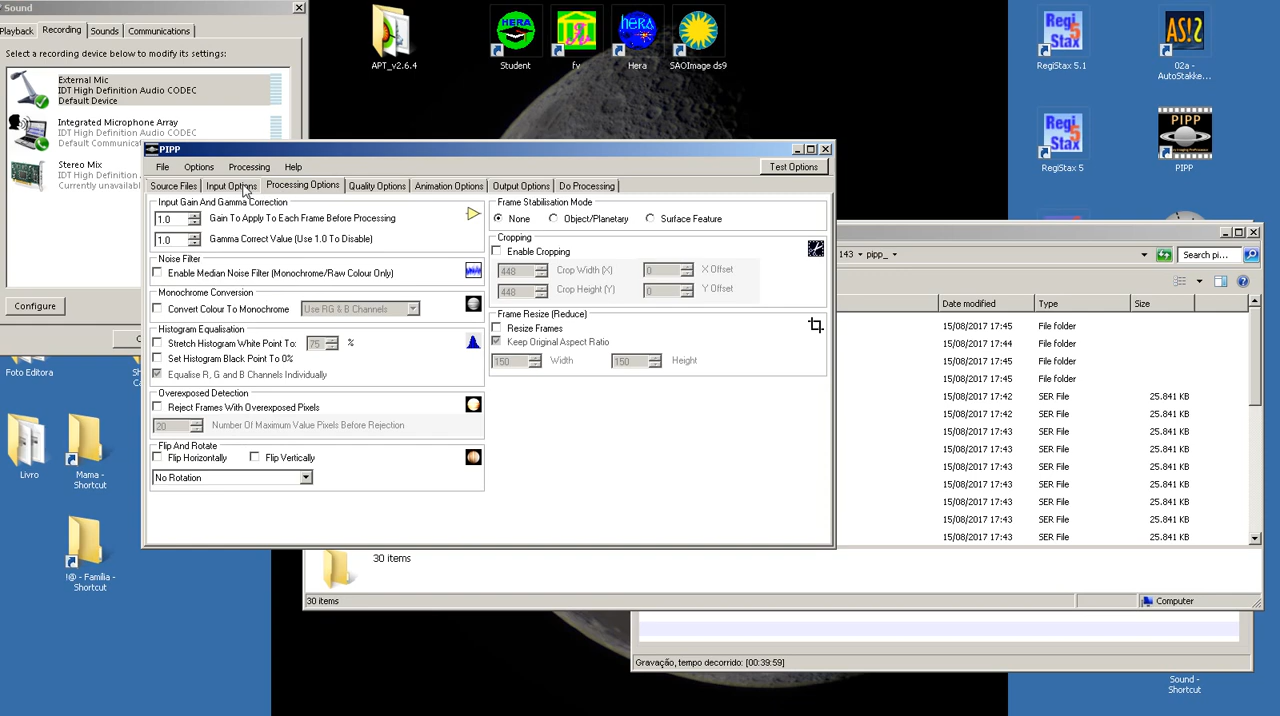 Sound
Playback Recording Sounds Communications
Select a recording device below to modify its settings:
External Mic
IDT High Definition Audio CODEC
Default Device
Integrated Microphone Array
IDT High Definition Audio CODEC
Default Communic
Stereo Mix
IDT High Definition Audio CODEC
Currently unavailab
Configure
APT_v2.6.4
HERA
Student
fv
hera
Hera
SAOImage ds9
Regi
Stax
RegiStax 5.1
AS!2
02a -
AutoStakke...
Regi
Stax
5
RegiStax 5
PIPP
PIPP
PIPP
File Options Processing Help
Test Options
Source Files Input Options Processing Options Quality Options Animation Options Output Options Do Processing
Input Gain And Gamma Correction
1.0 Gain To Apply To Each Frame Before Processing
1.0 Gamma Correct Value (Use 1.0 To Disable)
Noise Filter
Enable Median Noise Filter (Monochrome/Raw Colour Only)
Monochrome Conversion
Convert Colour To Monochrome Use RG & B Channels
Histogram Equalisation
Stretch Histogram White Point To: 75 %
Set Histogram Black Point To 0%
Equalise R, G and B Channels Individually
Overexposed Detection
Reject Frames With Overexposed Pixels
20 Number Of Maximum Value Pixels Before Rejection
Flip And Rotate
Flip Horizontally Flip Vertically
No Rotation
Frame Stabilisation Mode
None Object/Planetary Surface Feature
Cropping
Enable Cropping
448 Crop Width (X) 0 X Offset
448 Crop Height (Y) 0 Y Offset
Frame Resize (Reduce)
Resize Frames
Keep Original Aspect Ratio
150 Width 150 Height
143 pipp_
Search pi...
Date modified Type Size
15/08/2017 17:45 File folder
15/08/2017 17:44 File folder
15/08/2017 17:45 File folder
15/08/2017 17:45 File folder
15/08/2017 17:42 SER File 25.841 KB
15/08/2017 17:42 SER File 25.841 KB
15/08/2017 17:43 SER File 25.841 KB
15/08/2017 17:43 SER File 25.841 KB
15/08/2017 17:43 SER File 25.841 KB
15/08/2017 17:43 SER File 25.841 KB
15/08/2017 17:43 SER File 25.841 KB
15/08/2017 17:43 SER File 25.841 KB
15/08/2017 17:43 SER File 25.841 KB
30 items
30 items
Computer
Gravação, tempo decorrido: [00:39:59]
Foto Editora
Livro
Mama -
Shortcut
!@ - Família -
Shortcut
Sound -
Shortcut